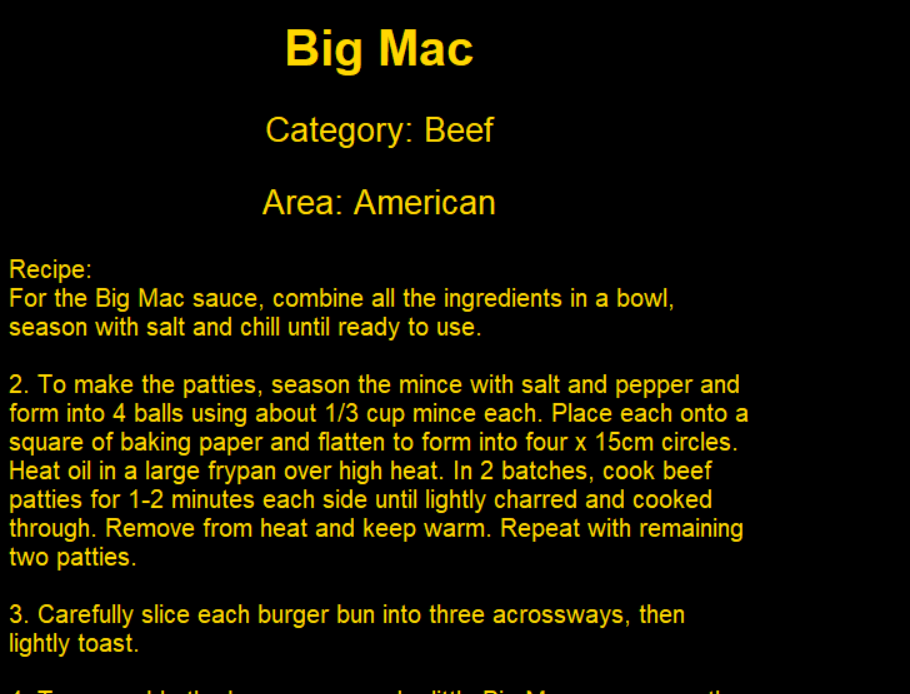 Big Mac
Category: Beef
Area: American
Recipe:
For the Big Mac sauce, combine all the ingredients in a bowl,
season with salt and chill until ready to use.
2. To make the patties, season the mince with salt and pepper and
form into 4 balls using about 1/3 cup mince each. Place each onto a
square of baking paper and flatten to form into four x 15cm circles.
Heat oil in a large frypan over high heat. In 2 batches, cook beef
patties for 1-2 minutes each side until lightly charred and cooked
through. Remove from heat and keep warm. Repeat with remaining
two patties.
3. Carefully slice each burger bun into three acrossways, then
lightly toast.